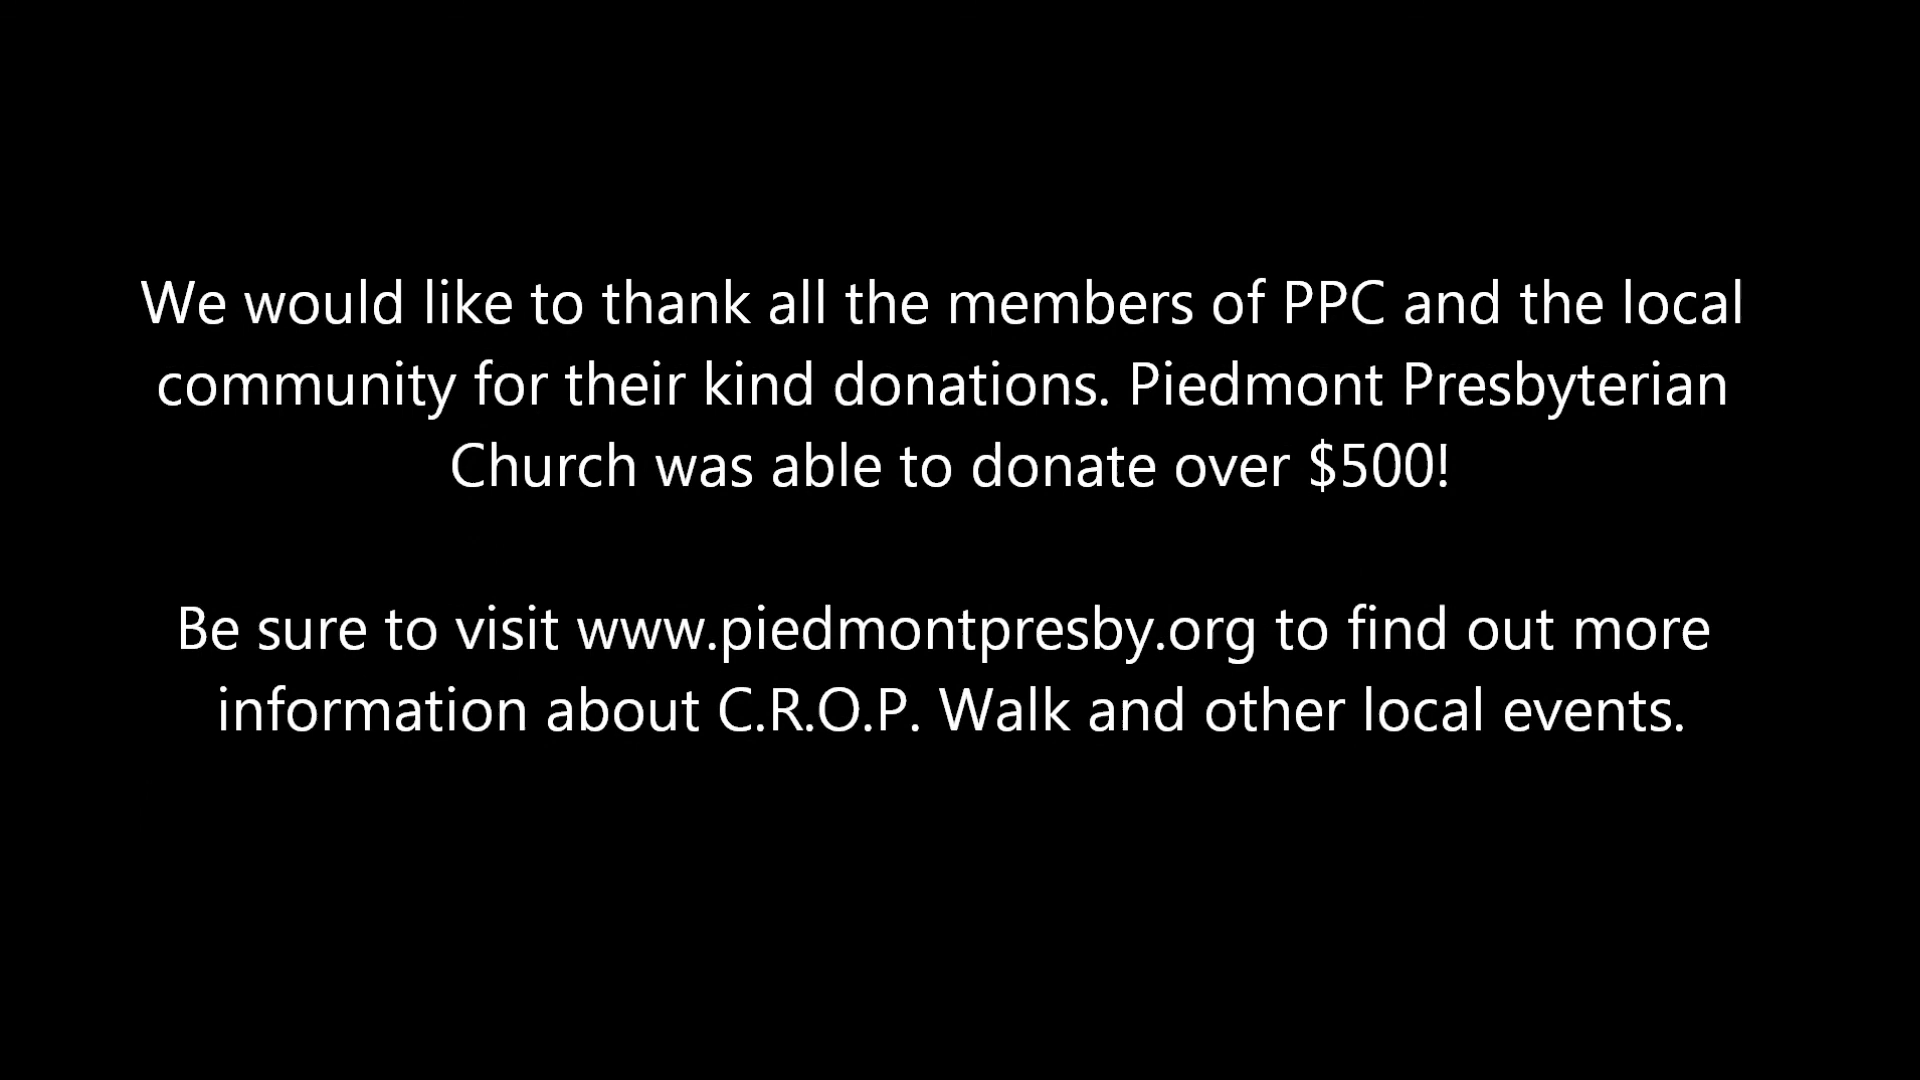 We would like to thank all the members of PPC and the local
community for their kind donations. Piedmont Presbyterian
Church was able to donate over $500!
Be sure to visit www.piedmontpresby.org to find out more
information about C.R.O.P. Walk and other local events.